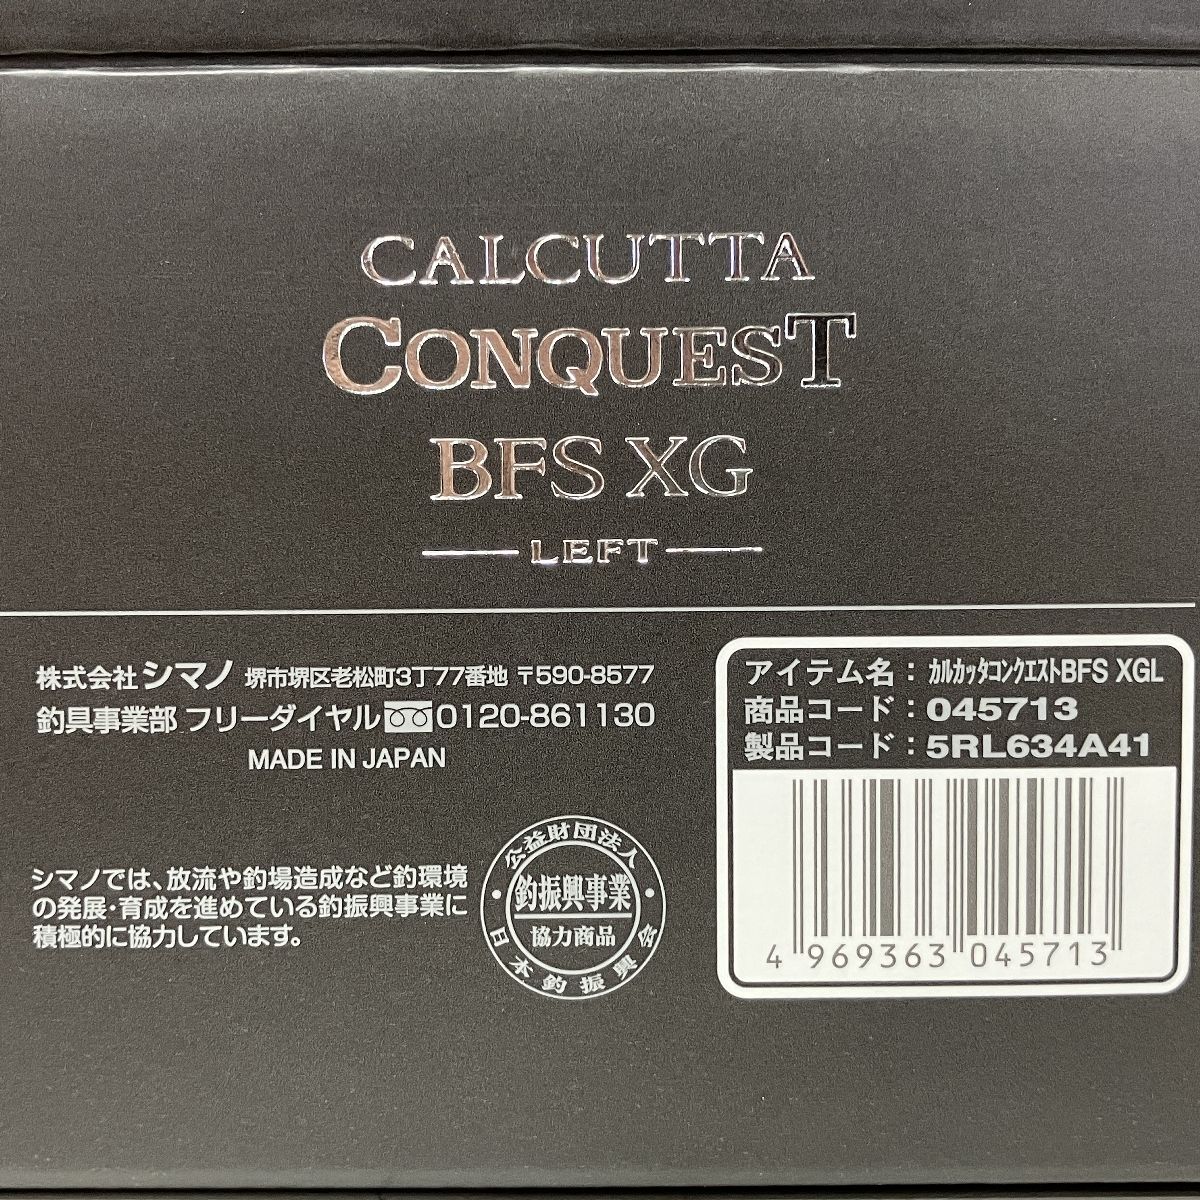 CALCUTTA
CONQUEST
BFS XG
LEFT
株式会社 シマノ 堺市堺区老松町3丁77番地 〒590-8577
釣具事業部 フリーダイヤル 0120-861130
MADE IN JAPAN
シマノでは、放流や釣場造成など釣環境
の発展・育成を進めている釣振興事業に
積極的に協力しています。
公益財団法人
釣振興事業
協力商品
日本釣振興会
アイテム名：ｶﾙｶｯﾀｺﾝｸｴｽﾄBFS XGL
商品コード：045713
製品コード：5RL634A41
4 969363 045713